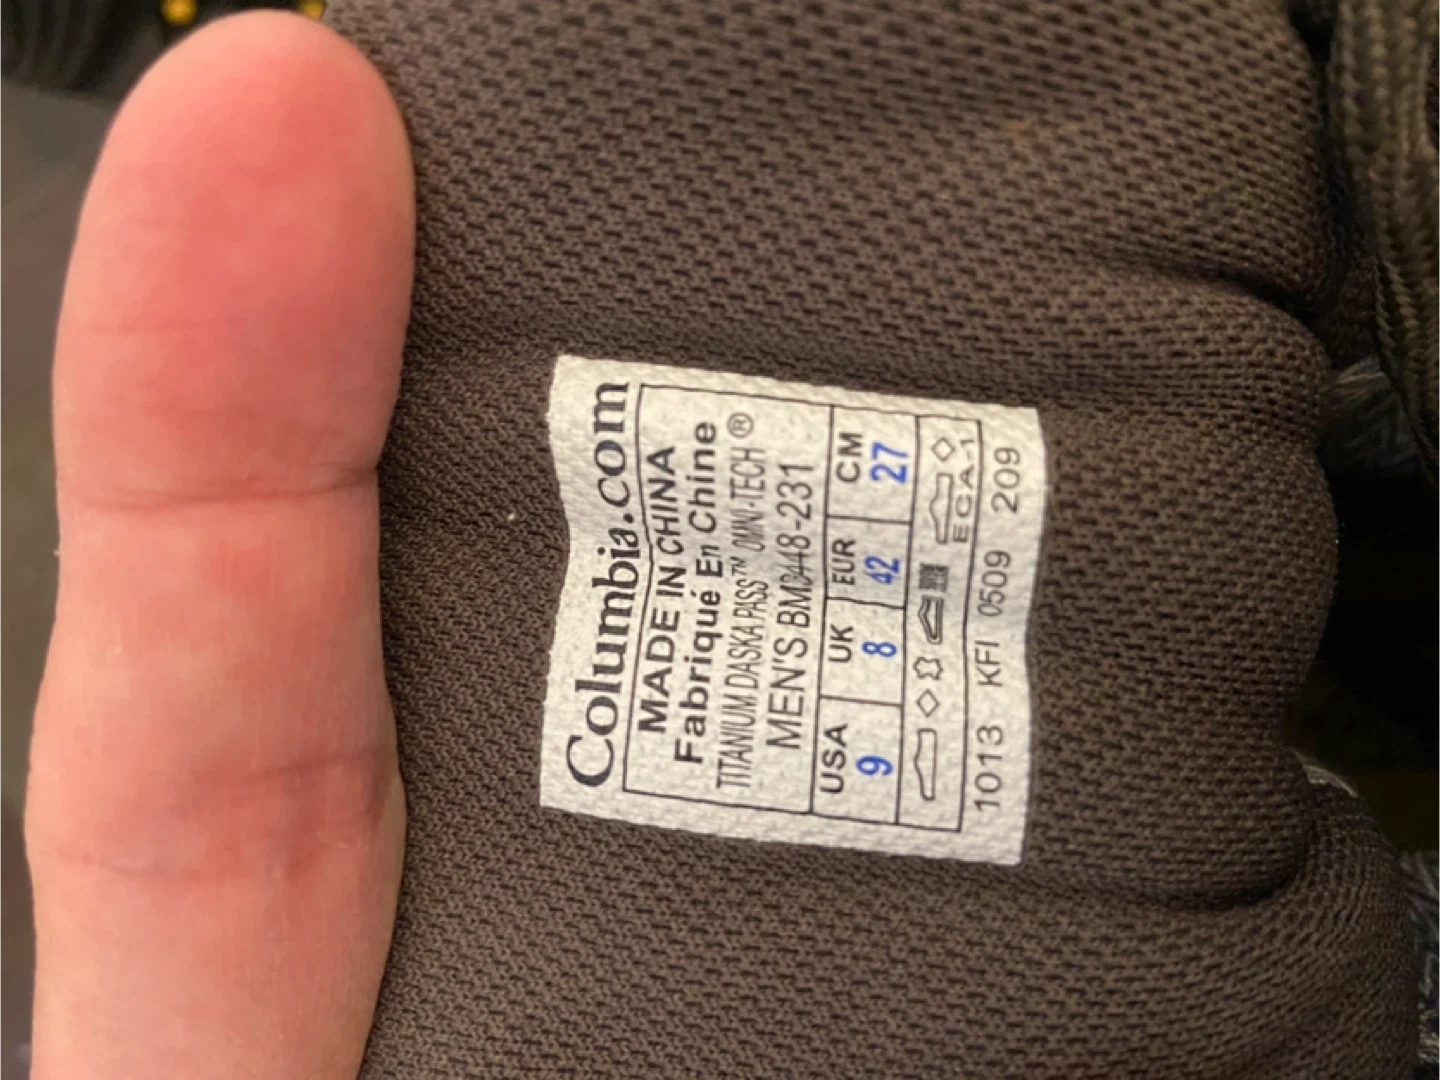 Columbia.com
MADE IN CHINA
Fabriqué En Chine
TITANIUM DASKA PASS™ OMNI-TECH®
MEN'S BM3448-231
USA UK EUR CM
9 8 42 27
ECCA-1
1013 KFI 0509 209